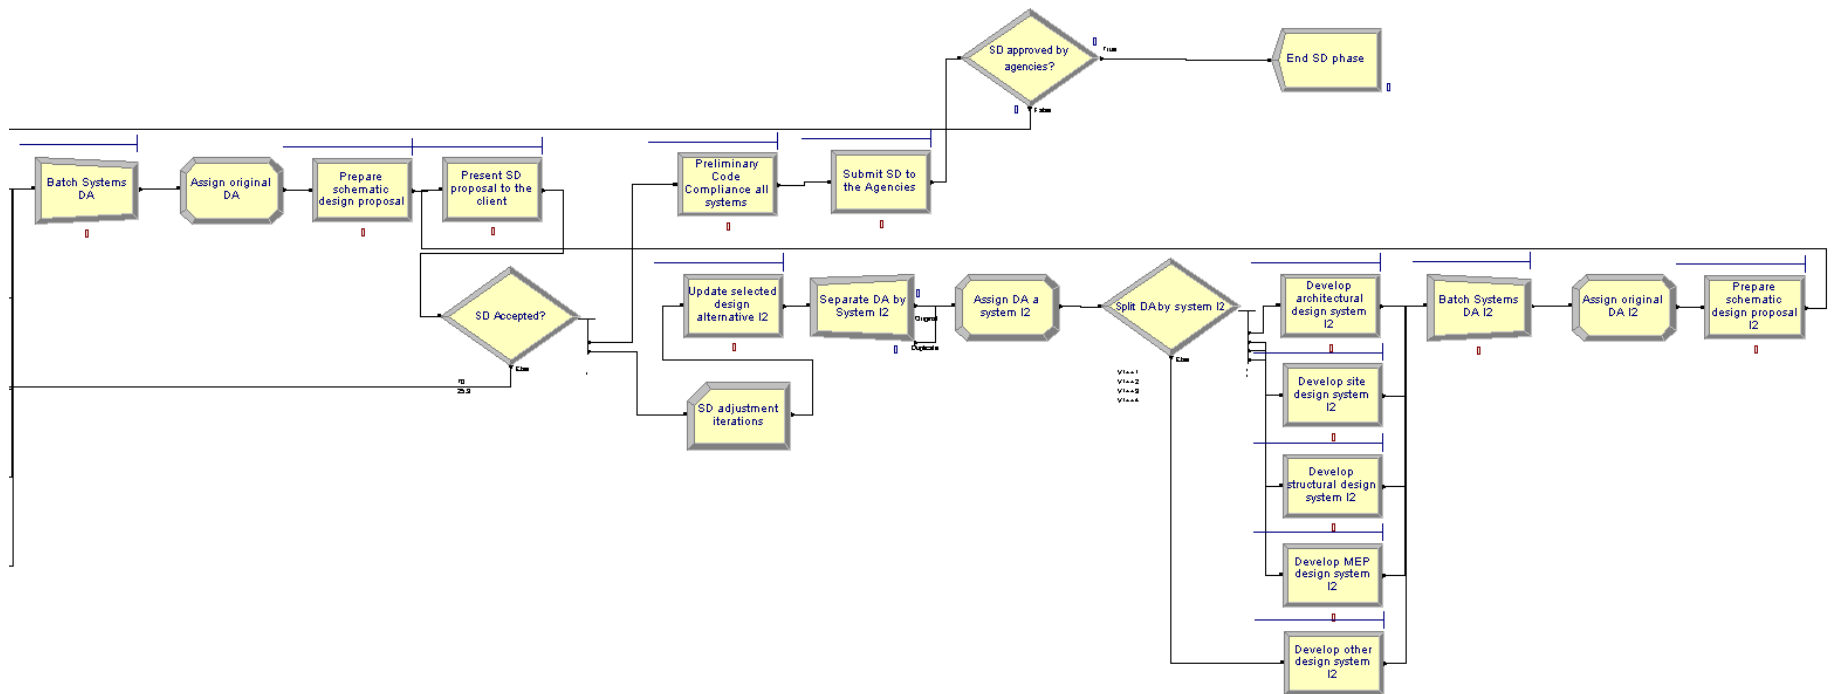 SD approved by
agencies?
True
False
End SD phase
Batch Systems
DA
Assign original
DA
Prepare
schematic
design proposal
Present SD
proposal to the
client
Preliminary
Code
Compliance all
systems
Submit SD to
the Agencies
SD Accepted?
Else
Update selected
design
alternative I2
Separate DA by
System I2
Original
Duplicate
Assign DA a
system I2
Split DA by system I2
Else
Develop
architectural
design system
I2
Batch Systems
DA I2
Assign original
DA I2
Prepare
schematic
design proposal
I2
SD adjustment
iterations
Develop site
design system
I2
Develop
structural design
system I2
Develop MEP
design system
I2
Develop other
design system
I2